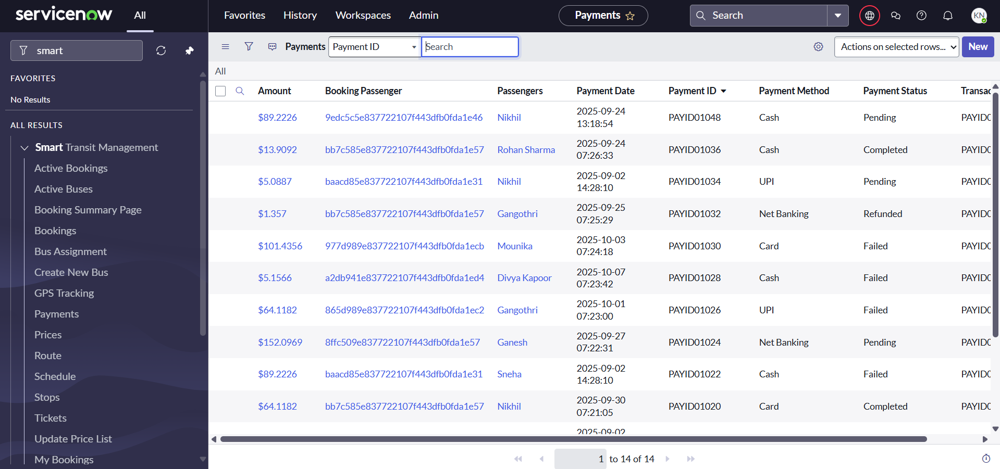 servicenow
All
Favorites
History
Workspaces
Admin
Payments
Search
KN
smart
FAVORITES
No Results
ALL RESULTS
Smart Transit Management
Active Bookings
Active Buses
Booking Summary Page
Bookings
Bus Assignment
Create New Bus
GPS Tracking
Payments
Prices
Route
Schedule
Stops
Tickets
Update Price List
My Bookings
Payments
Payment ID
Search
Actions on selected rows...
New
All
Amount Booking Passenger Passengers Payment Date Payment ID Payment Method Payment Status Transac
$89.2226 9edc5c5e837722107f443dfb0fda1e46 Nikhil 2025-09-24 13:18:54 PAYID01048 Cash Pending PAYID0
$13.9092 bb7c585e837722107f443dfb0fda1e57 Rohan Sharma 2025-09-24 07:26:33 PAYID01036 Cash Completed PAYID0
$5.0887 baacd85e837722107f443dfb0fda1e31 Nikhil 2025-09-02 14:28:10 PAYID01034 UPI Pending PAYID0
$1.357 bb7c585e837722107f443dfb0fda1e57 Gangothri 2025-09-25 07:25:29 PAYID01032 Net Banking Refunded PAYID0
$101.4356 977d989e837722107f443dfb0fda1ecb Mounika 2025-10-03 07:24:18 PAYID01030 Card Failed PAYID0
$5.1566 a2db941e837722107f443dfb0fda1ed4 Divya Kapoor 2025-10-07 07:23:42 PAYID01028 Cash Failed PAYID0
$64.1182 865d989e837722107f443dfb0fda1ec2 Gangothri 2025-10-01 07:23:00 PAYID01026 UPI Failed PAYID0
$152.0969 8ffc509e837722107f443dfb0fda1e57 Ganesh 2025-09-27 07:22:31 PAYID01024 Net Banking Pending PAYID0
$89.2226 baacd85e837722107f443dfb0fda1e31 Sneha 2025-09-02 14:28:10 PAYID01022 Cash Failed PAYID0
$64.1182 bb7c585e837722107f443dfb0fda1e57 Nikhil 2025-09-30 07:21:05 PAYID01020 Card Completed PAYID0
2025-09-02
1 to 14 of 14